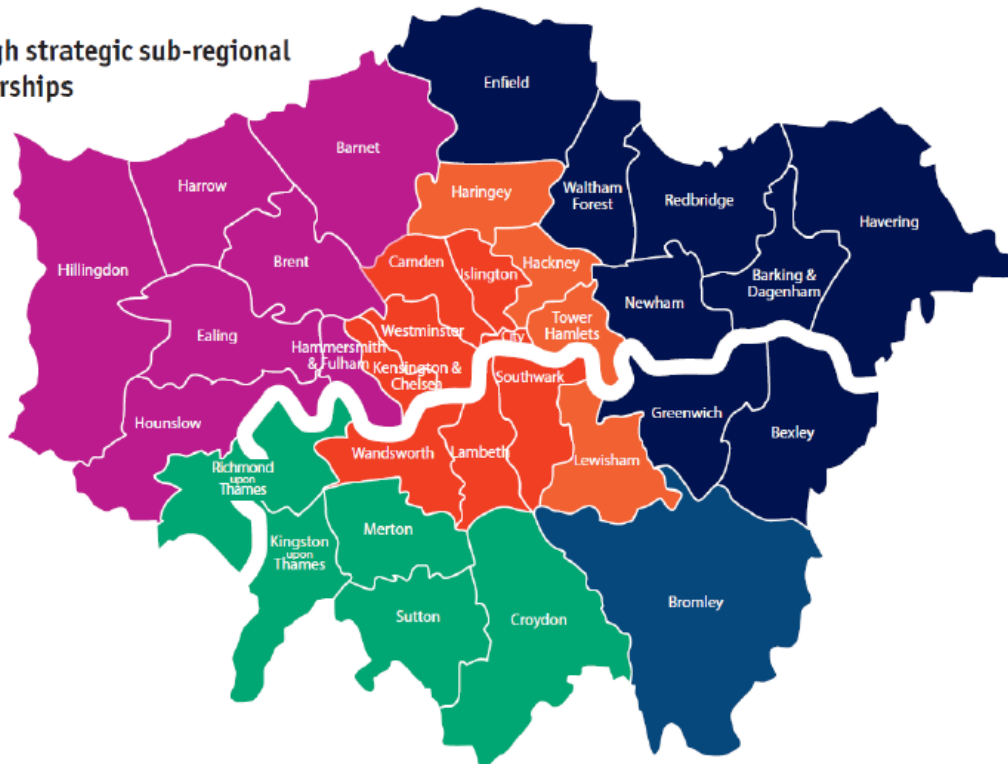 gh strategic sub-regional
erships
Enfield
Barnet
Harrow
Haringey
Waltham
Forest
Redbridge
Havering
Hillingdon
Brent
Camden
Islington
Hackney
Newham
Barking &
Dagenham
Ealing
Westminster
Tower
Hamlets
City
Hammersmith
& Fulham
Kensington &
Chelsea
Southwark
Hounslow
Greenwich
Bexley
Wandsworth
Lambeth
Lewisham
Richmond
upon
Thames
Merton
Kingston
upon
Thames
Sutton
Croydon
Bromley